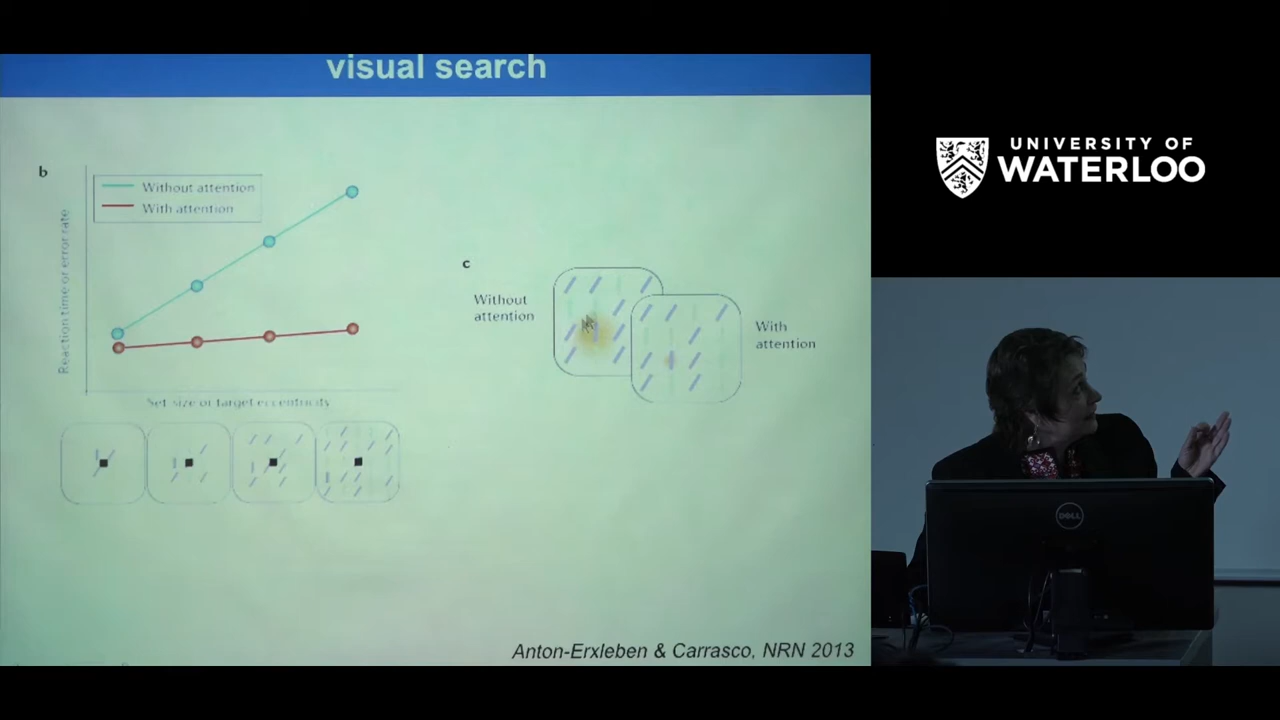 visual search
b
Without attention
With attention
Reaction time or error rate
Set size or target eccentricity
c
Without
attention
With
attention
Anton-Erxleben & Carrasco, NRN 2013
UNIVERSITY OF
WATERLOO
DELL